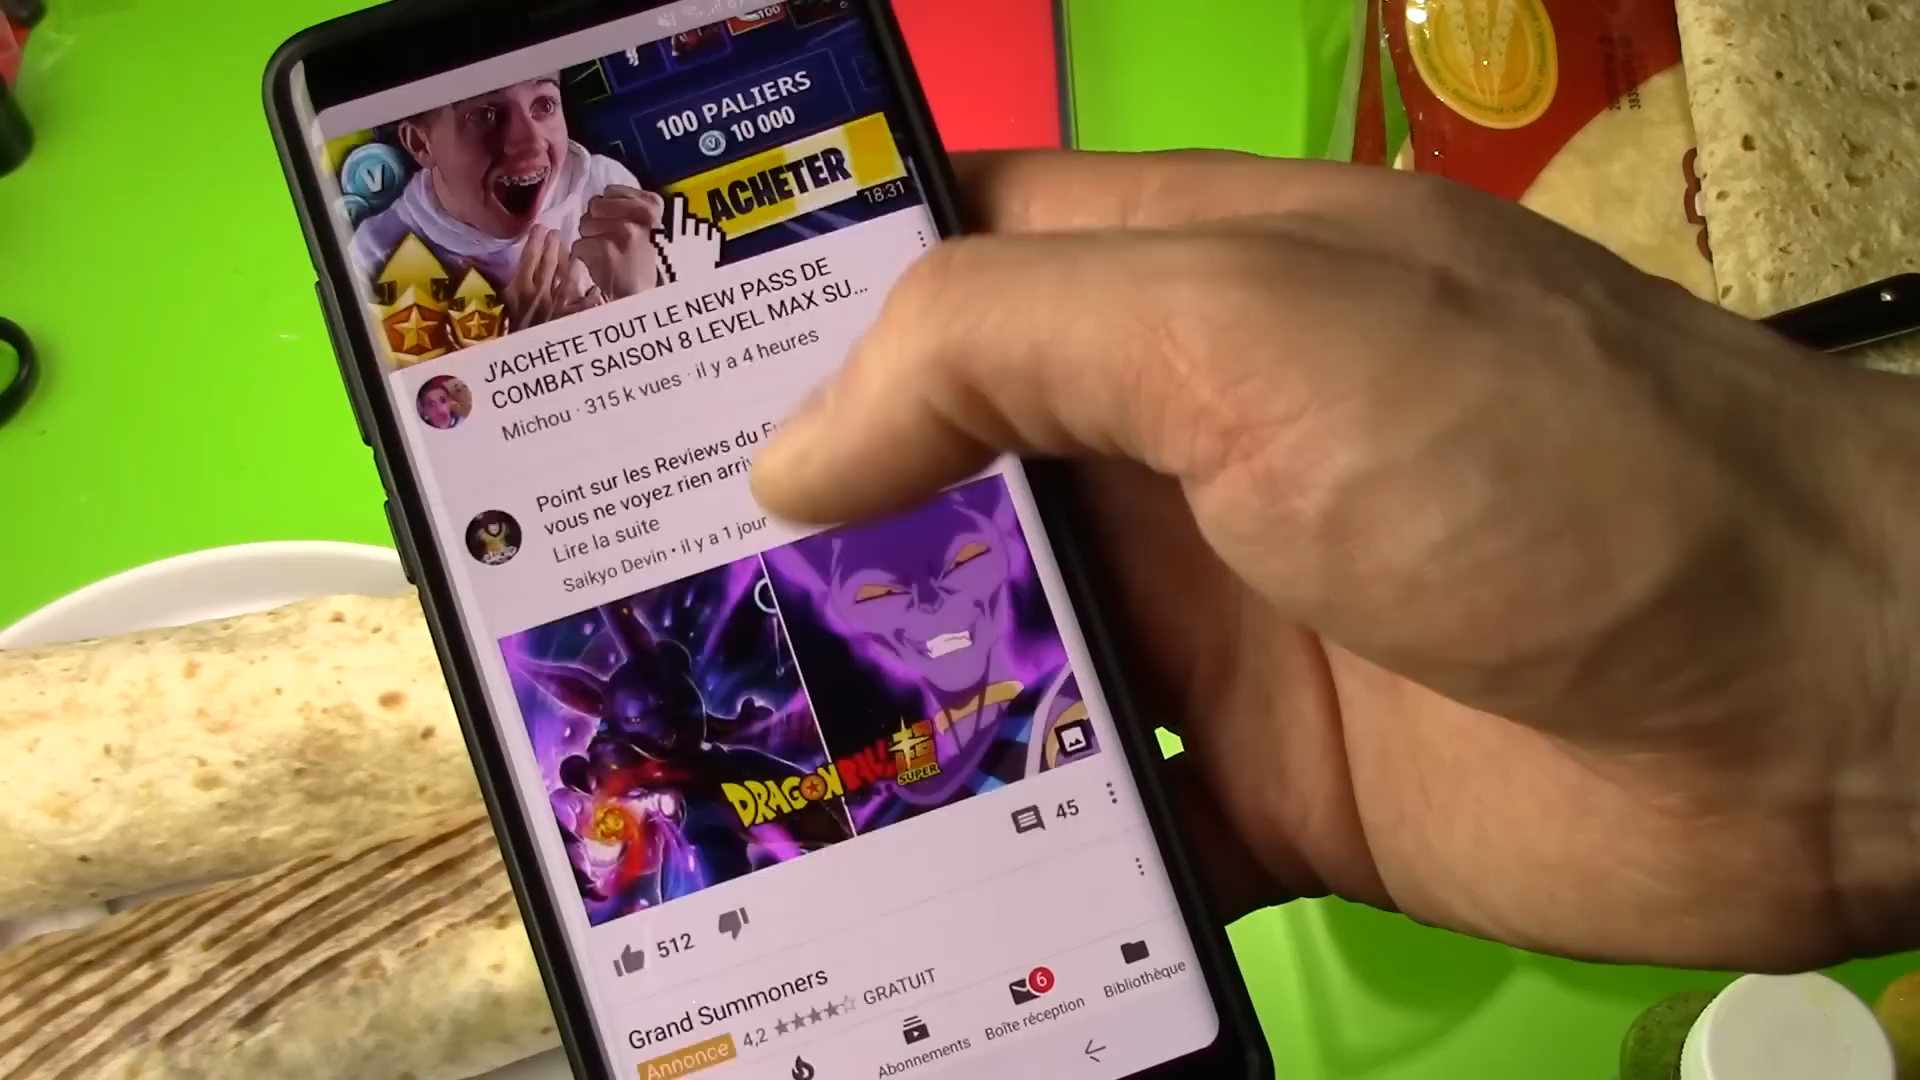 100 PALIERS
10 000
ACHETER
18:31
J'ACHÈTE TOUT LE NEW PASS DE
COMBAT SAISON 8 LEVEL MAX SU...
Michou · 315 k vues · il y a 4 heures
Point sur les Reviews du
vous ne voyez rien
Lire la suite
Saikyo Devin • il y a 1 jour
DRAGON BALL
SUPER
45
512
Grand Summoners
Annonce 4,2 GRATUIT
Abonnements
Boîte réception
6
Bibliothèque